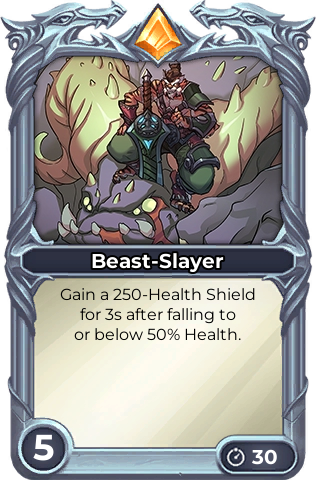 Beast-Slayer
Gain a 250-Health Shield
for 3s after falling to
or below 50% Health.
5
30